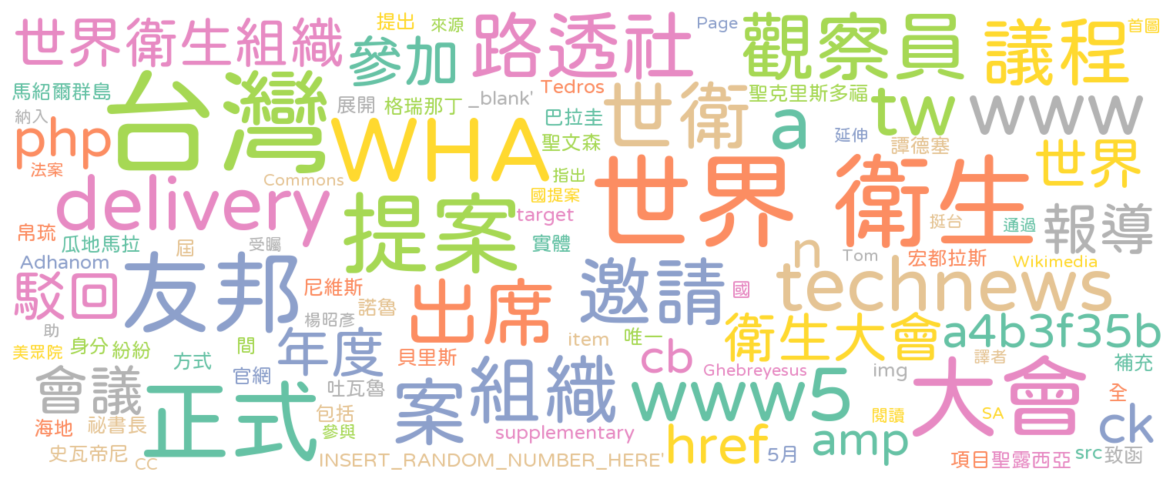 世界衛生組織 提出 來源 參加 路透社 Page 觀察員 議程 首圖
馬紹爾群島 台灣 展開 格瑞那丁 _blank' Tedros 世衛 聖克里斯多福 tw www
納入 php WHA 巴拉圭 聖文森 a 延伸 譚德塞 世界
法案 Commons 指出 世界 衛生
delivery 提案 國提案 target 挺台 通過 報導
帛琉 瓜地馬拉 屆 受矚 實體 n Tom 宏都拉斯
Adhanom 友邦 出席 邀請 國 technews Wikimedia
駁回 尼維斯 諾魯
助 楊昭彥 年度 item 唯一 衛生大會 a4b3f35b
美眾院 身分 紛紛 方式 間 官網 貝里斯 組織 cb Ghebreyesus img 譯者 補充
會議 正式 吐瓦魯 案 www5 大會 全
海地 祕書長 包括 參與 supplementary href amp 閱讀 SA ck
史瓦帝尼 CC INSERT_RANDOM_NUMBER_HERE' 5月 項目 聖露西亞 src 致函